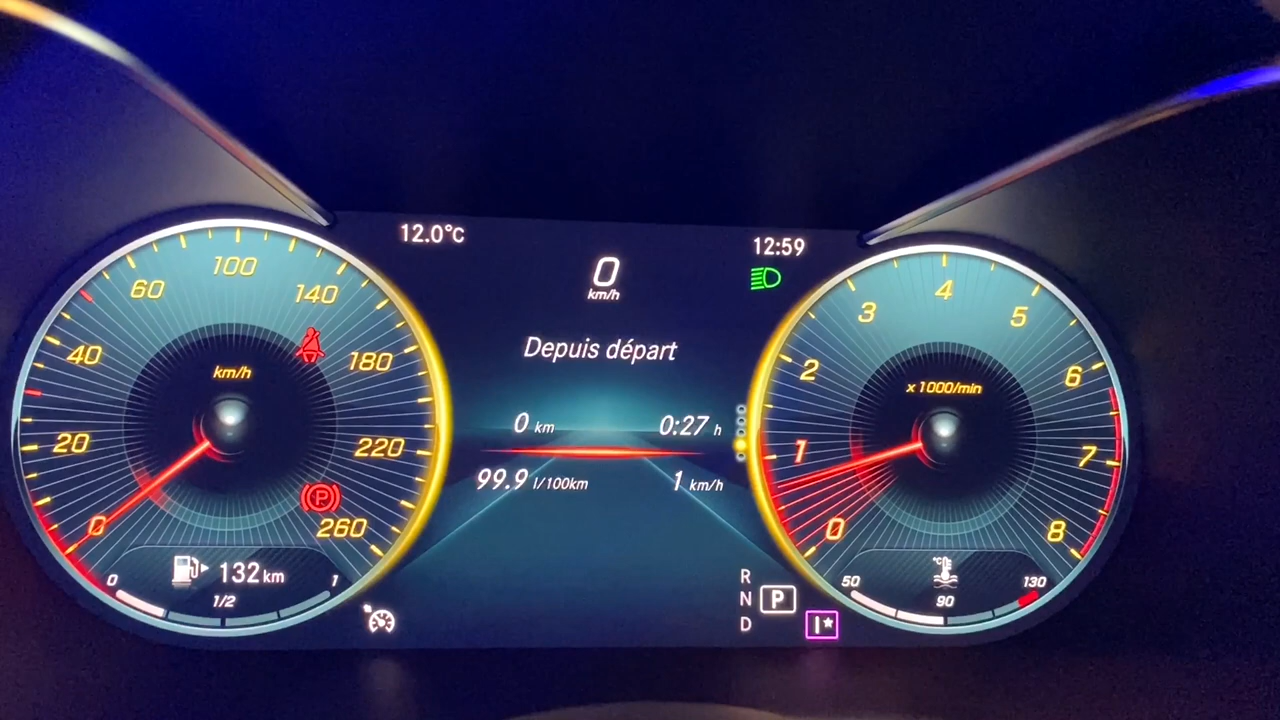 12.0°C
12:59
0
km/h
Depuis départ
0 km
0:27 h
99.9 l/100km
1 km/h
0
20
40
60
100
140
180
220
260
km/h
P
132 km
0
1/2
1
0
1
2
3
4
5
6
7
8
x 1000/min
°C
50
90
130
R
N
D
P
I